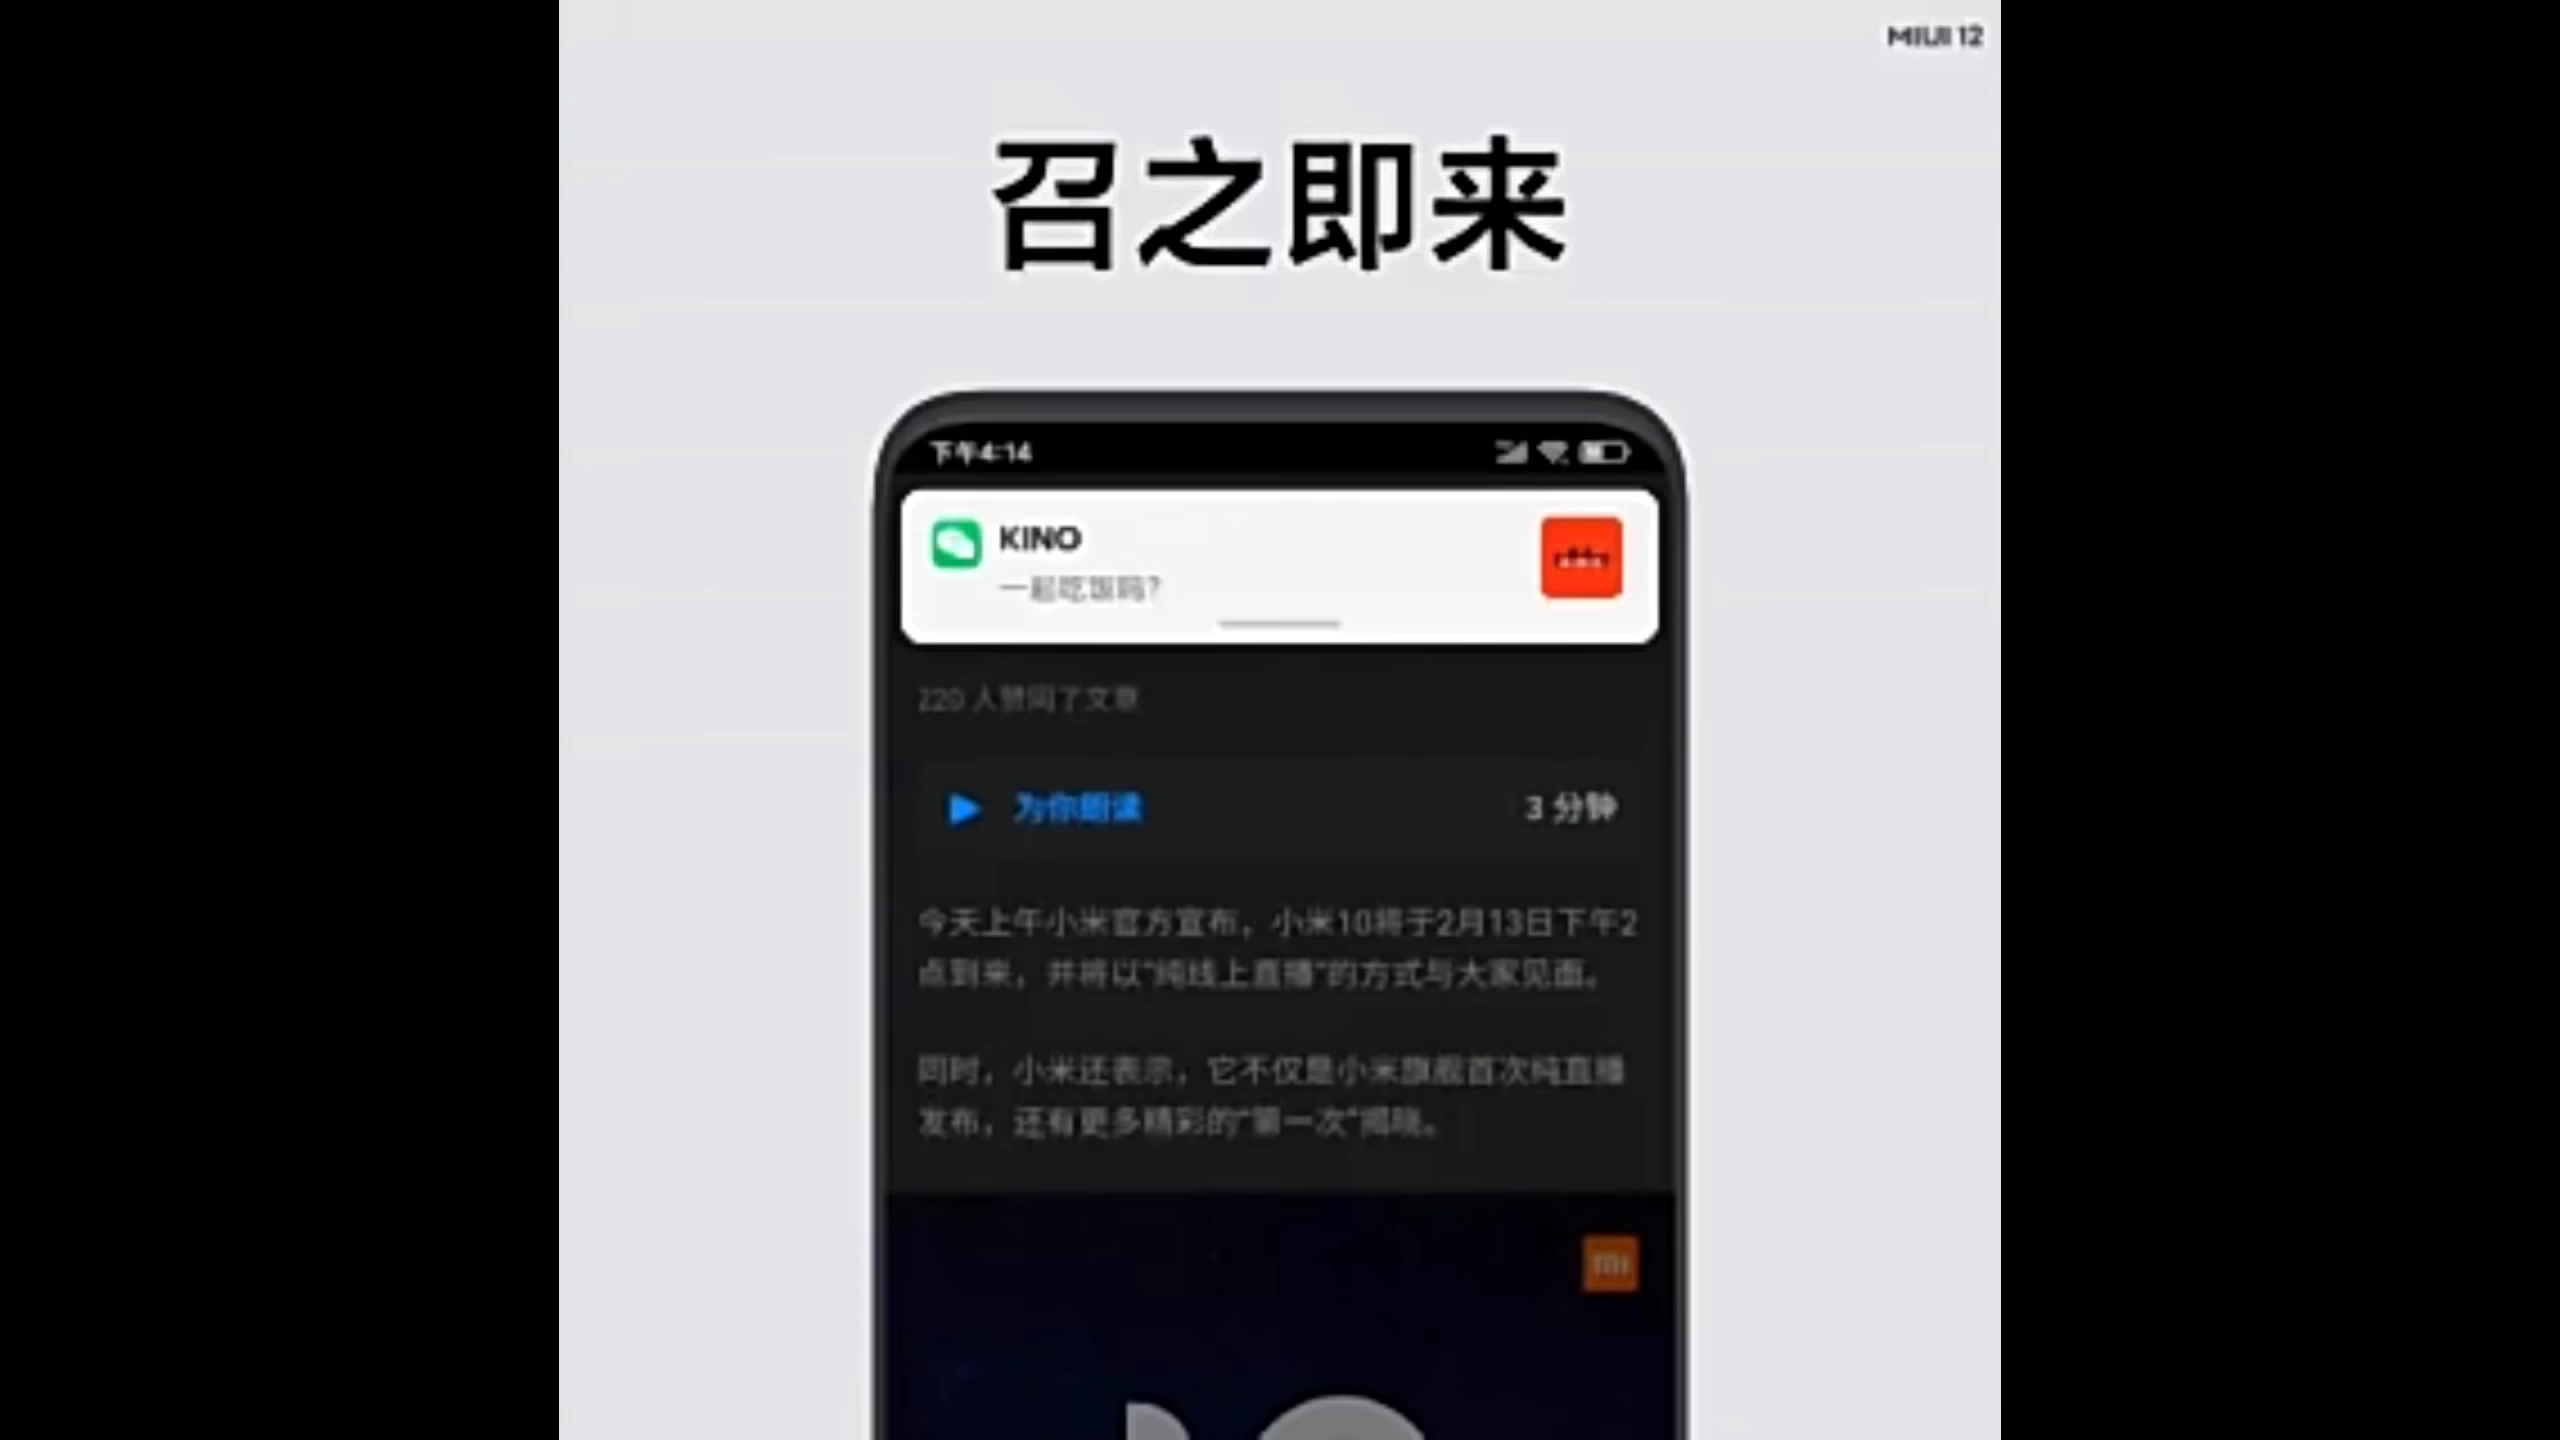 MIUI 12
召之即来
下午4:14
KINO
一起吃饭吗?
220 人赞同了文章
为你朗读
3 分钟
今天上午小米官方宣布，小米10将于2月13日下午2
点到来，并将以“纯线上直播”的方式与大家见面。
同时，小米还表示，它不仅是小米旗舰首次纯直播
发布，还有更多精彩的“第一次”揭晓。